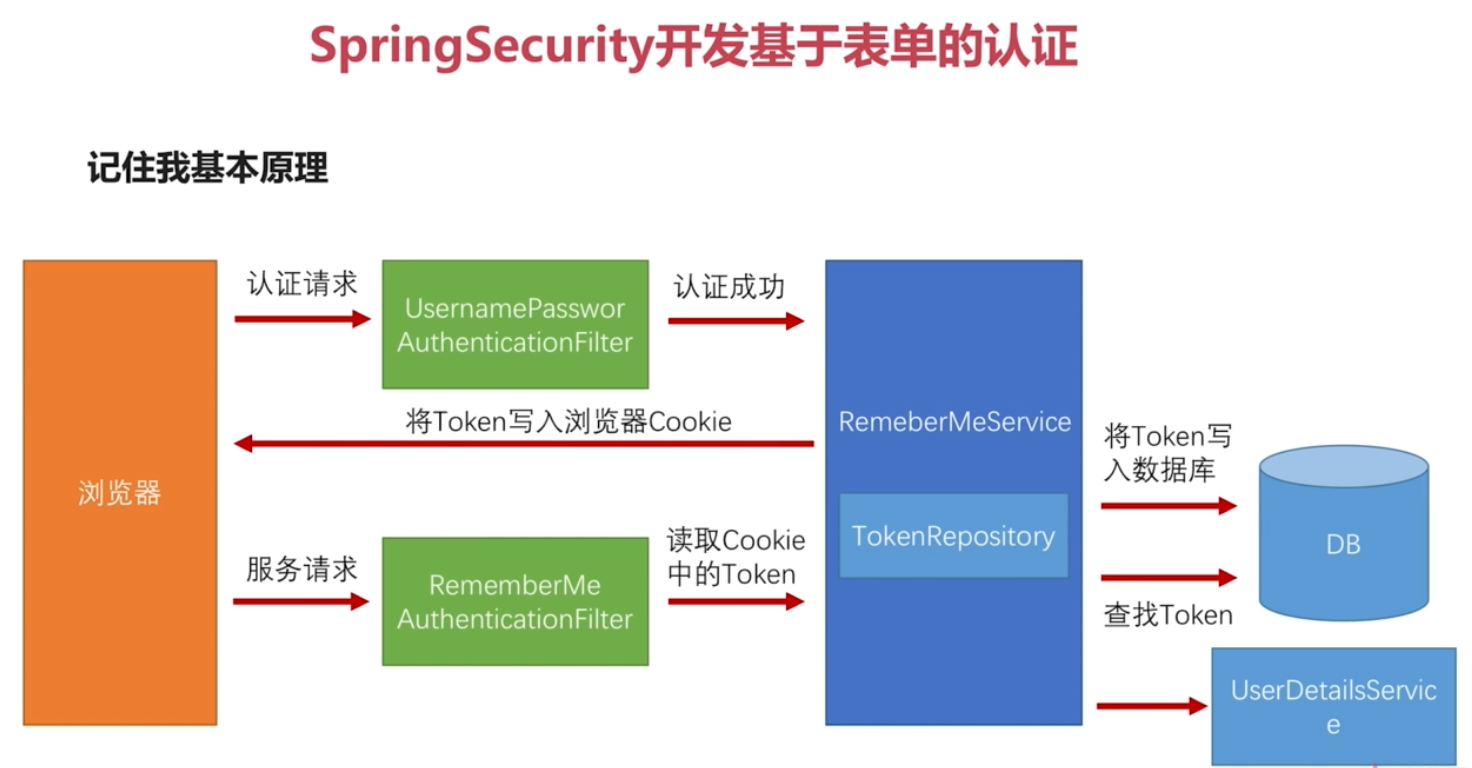 SpringSecurity开发基于表单的认证
记住我基本原理
浏览器
认证请求
UsernamePasswor
AuthenticationFilter
认证成功
将Token写入浏览器Cookie
服务请求
RememberMe
AuthenticationFilter
读取Cookie
中的Token
RemeberMeService
TokenRepository
将Token写
入数据库
DB
查找Token
UserDetailsServic
e